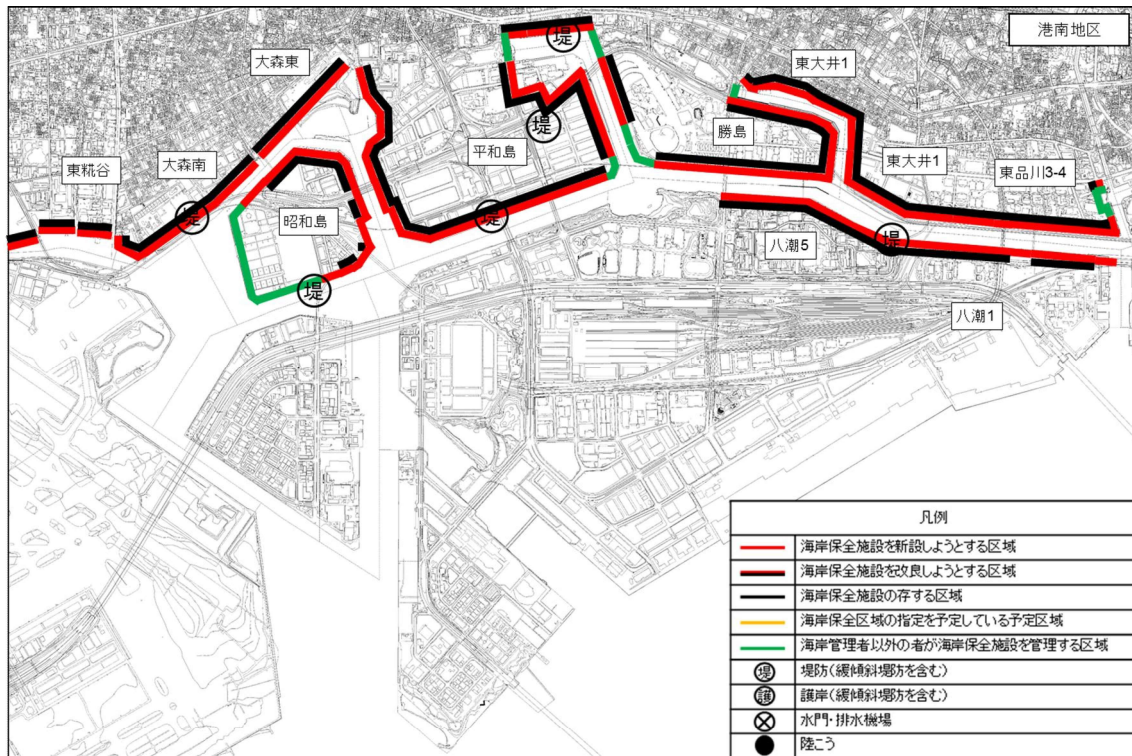 港南地区
大森東
東大井1
勝島
平和島
大森南
東糀谷
東大井1
東品川3-4
昭和島
八潮5
八潮1
堤
堤
堤
堤
堤
堤
凡例
海岸保全施設を新設しようとする区域
海岸保全施設を改良しようとする区域
海岸保全施設の存する区域
海岸保全区域の指定を予定している予定区域
海岸管理者以外の者が海岸保全施設を管理する区域
堤 堤防(緩傾斜堤防を含む)
護 護岸(緩傾斜堤防を含む)
水門・排水機場
陸こう